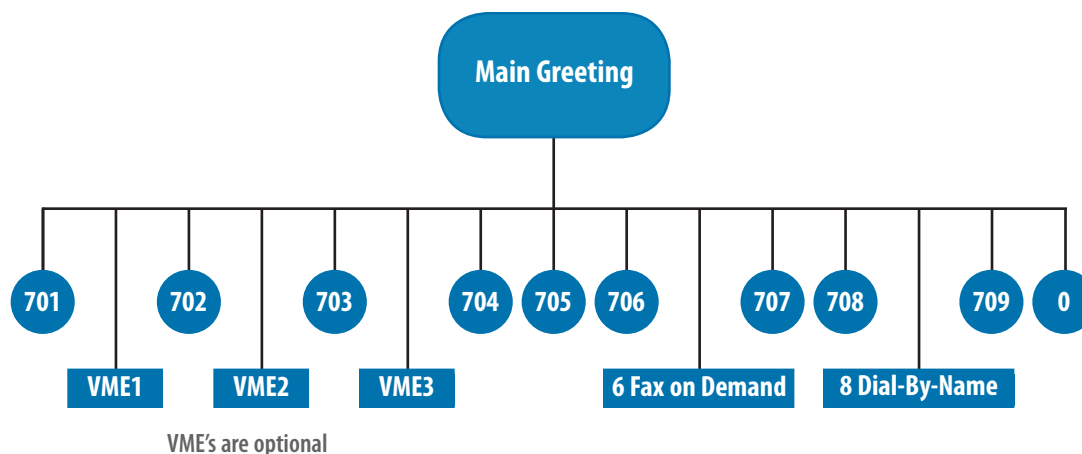 Main Greeting
701 702 703 704 705 706 707 708 709 0
VME1 VME2 VME3 6 Fax on Demand 8 Dial-By-Name
VME's are optional